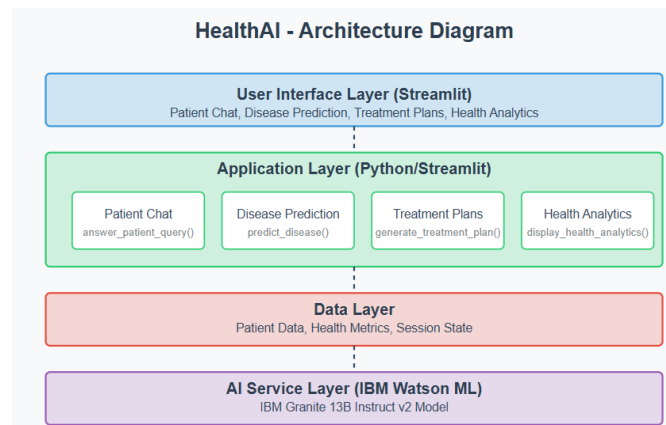 HealthAI - Architecture Diagram
User Interface Layer (Streamlit)
Patient Chat, Disease Prediction, Treatment Plans, Health Analytics
Application Layer (Python/Streamlit)
Patient Chat
answer_patient_query()
Disease Prediction
predict_disease()
Treatment Plans
generate_treatment_plan()
Health Analytics
display_health_analytics()
Data Layer
Patient Data, Health Metrics, Session State
AI Service Layer (IBM Watson ML)
IBM Granite 13B Instruct v2 Model